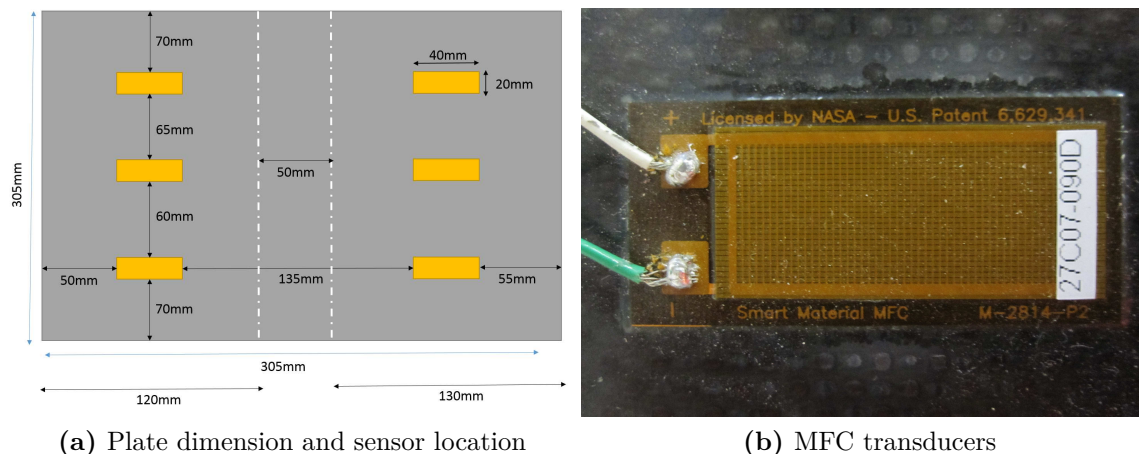 70mm
40mm
20mm
65mm
50mm
305mm
60mm
50mm
135mm
55mm
70mm
305mm
120mm
130mm
+ Licensed by NASA - U.S. Patent 6,629,341
27C07-090D
- Smart Material MFC M-2814-P2
(a) Plate dimension and sensor location
(b) MFC transducers